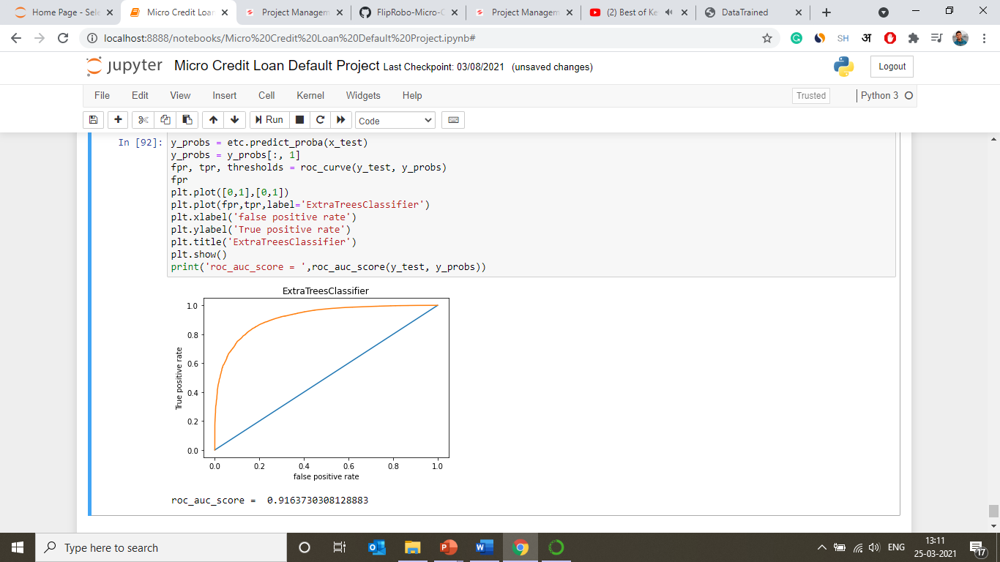 Home Page - Sele
Micro Credit Loan
Project Managem
FlipRobo-Micro-C
Project Managem
(2) Best of Ke
DataTrained
localhost:8888/notebooks/Micro%20Credit%20Loan%20Default%20Project.ipynb#
SH
अ
jupyter Micro Credit Loan Default Project Last Checkpoint: 03/08/2021 (unsaved changes)
Logout
File Edit View Insert Cell Kernel Widgets Help
Trusted
Python 3
Run
Code
In [92]:
y_probs = etc.predict_proba(x_test)
y_probs = y_probs[:, 1]
fpr, tpr, thresholds = roc_curve(y_test, y_probs)
fpr
plt.plot([0,1],[0,1])
plt.plot(fpr,tpr,label='ExtraTreesClassifier')
plt.xlabel('false positive rate')
plt.ylabel('True positive rate')
plt.title('ExtraTreesClassifier')
plt.show()
print('roc_auc_score = ',roc_auc_score(y_test, y_probs))
ExtraTreesClassifier
True positive rate
1.0
0.8
0.6
0.4
0.2
0.0
0.0 0.2 0.4 0.6 0.8 1.0
false positive rate
roc_auc_score =  0.9163730308128883
Type here to search
ENG
13:11
25-03-2021
17